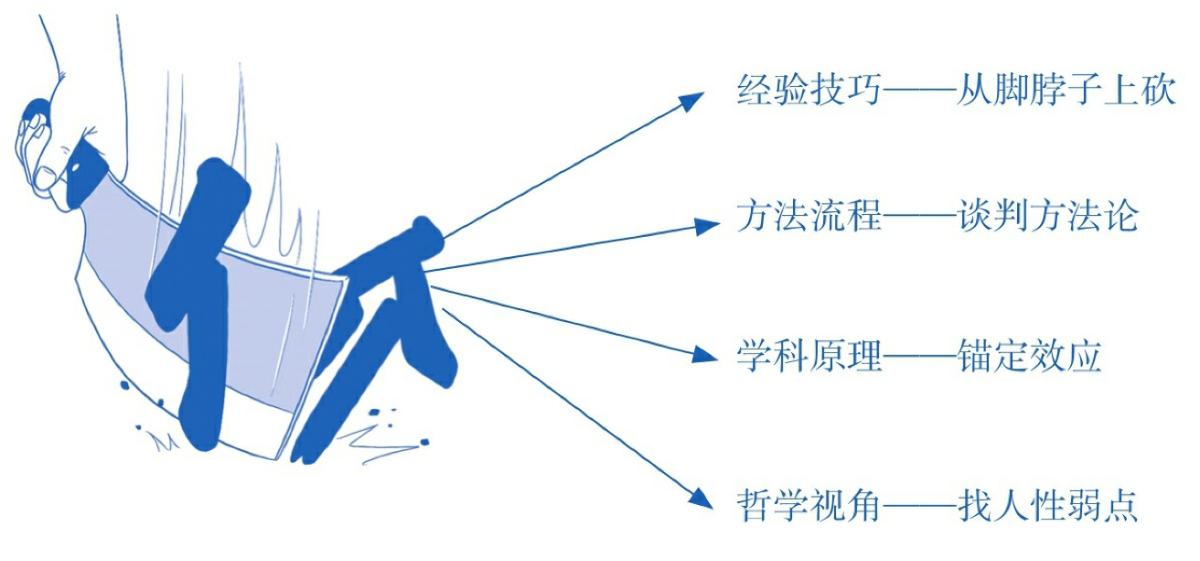 价
经验技巧——从脚脖子上砍
方法流程——谈判方法论
学科原理——锚定效应
哲学视角——找人性弱点